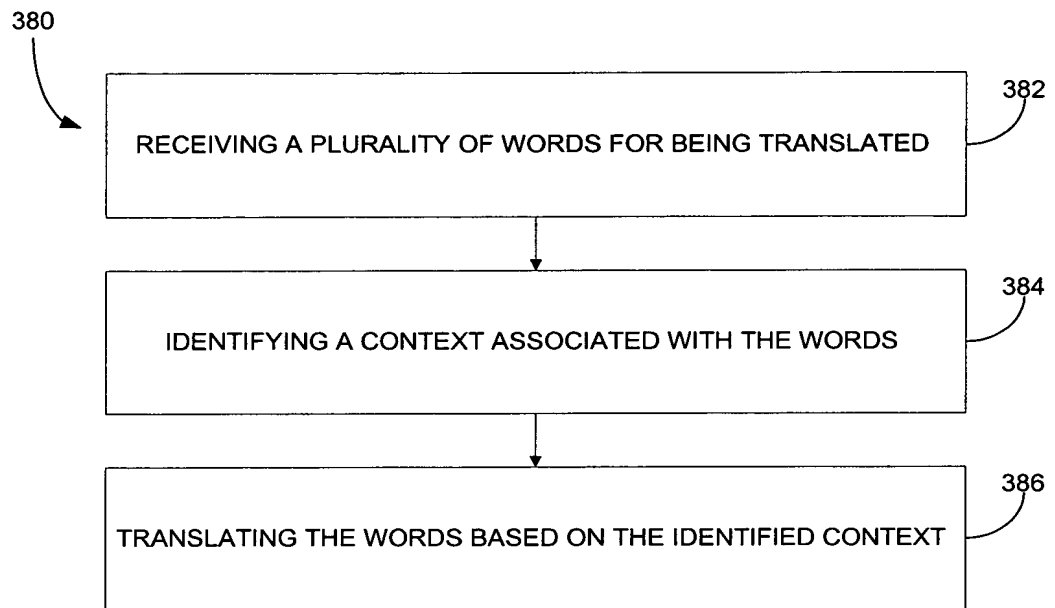 380
382
RECEIVING A PLURALITY OF WORDS FOR BEING TRANSLATED
384
IDENTIFYING A CONTEXT ASSOCIATED WITH THE WORDS
386
TRANSLATING THE WORDS BASED ON THE IDENTIFIED CONTEXT